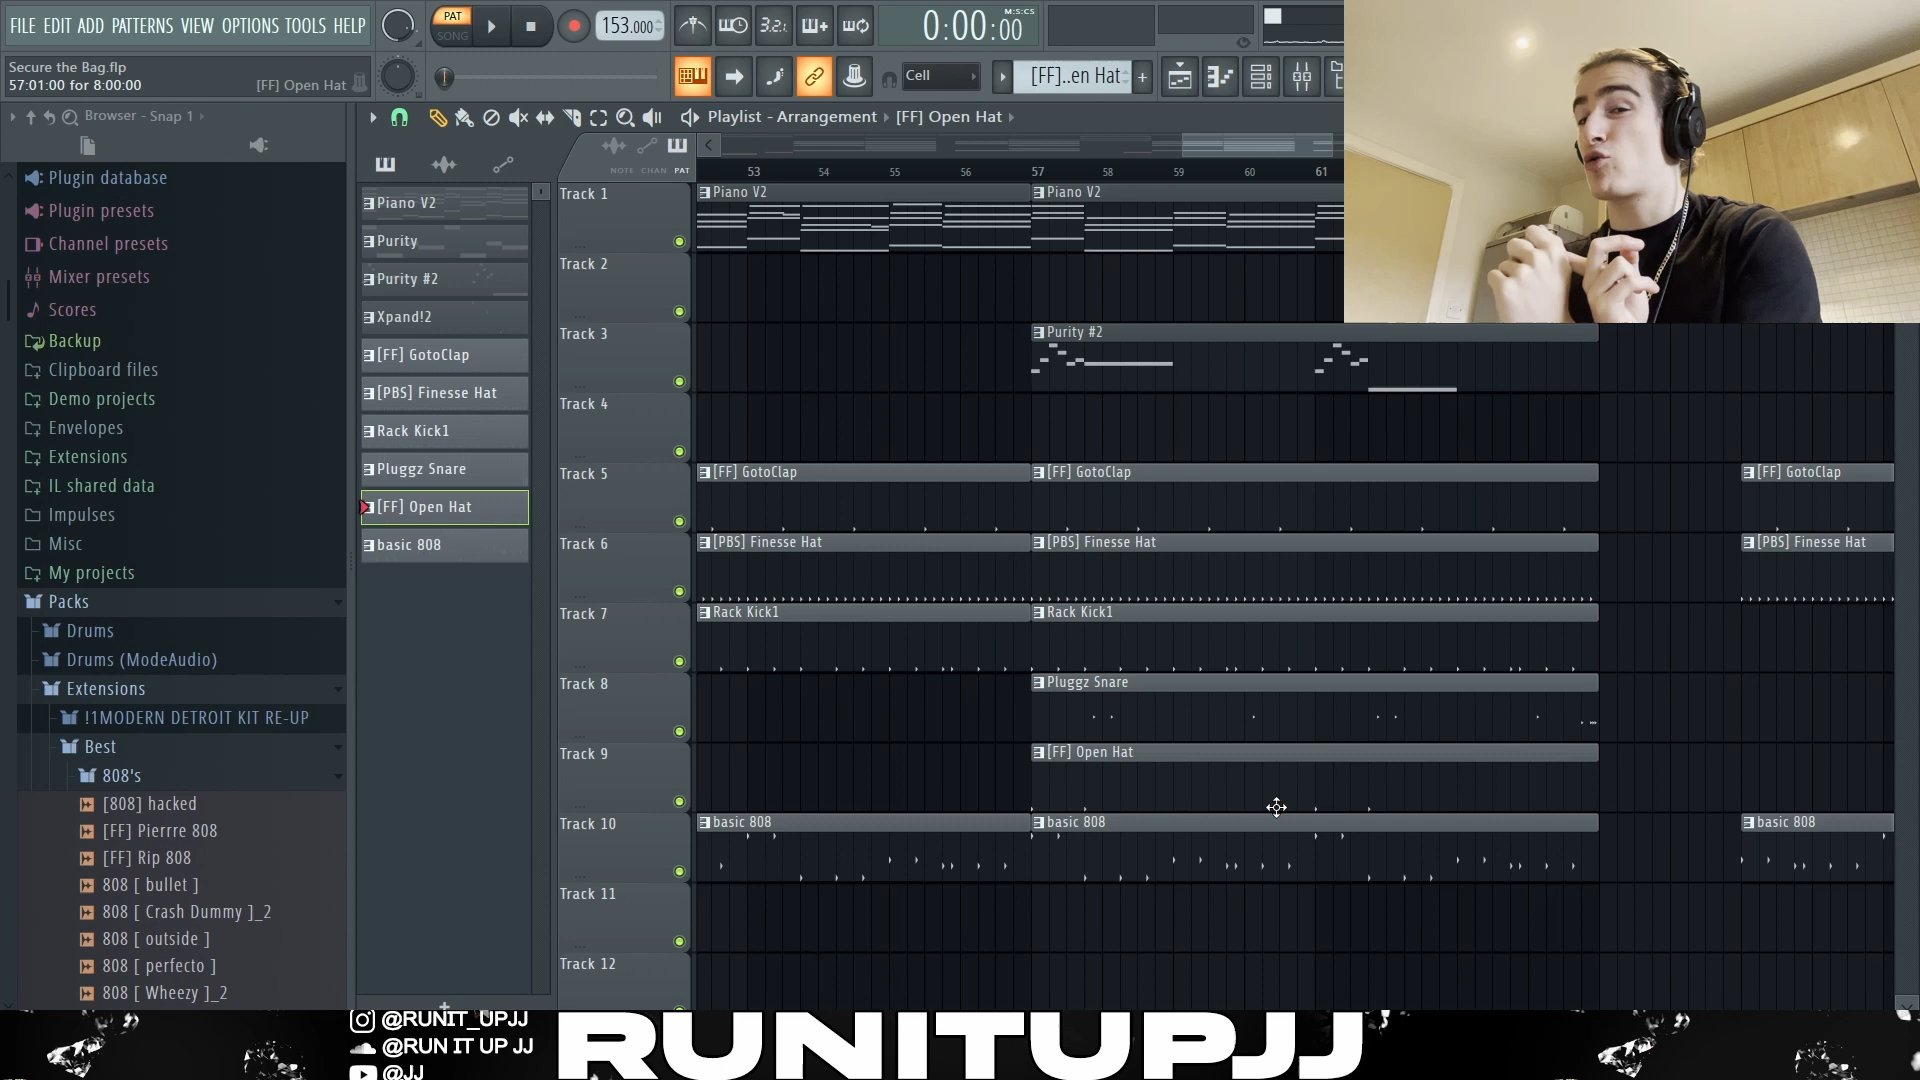 FILE EDIT ADD PATTERNS VIEW OPTIONS TOOLS HELP
PAT
SONG
153.000
3.2.1
0:00:00
M:S:CS
Secure the Bag.flp
57:01:00 for 8:00:00
[FF] Open Hat
Cell
[FF]..en Hat
Browser - Snap 1
Playlist - Arrangement
[FF] Open Hat
NOTE CHAN PAT
53 54 55 56 57 58 59 60 61
Plugin database
Plugin presets
Channel presets
Mixer presets
Scores
Backup
Clipboard files
Demo projects
Envelopes
Extensions
IL shared data
Impulses
Misc
My projects
Packs
Drums
Drums (ModeAudio)
Extensions
!1MODERN DETROIT KIT RE-UP
Best
808's
[808] hacked
[FF] Pierrre 808
[FF] Rip 808
808 [ bullet ]
808 [ Crash Dummy ]_2
808 [ outside ]
808 [ perfecto ]
808 [ Wheezy ]_2
Piano V2
Purity
Purity #2
Xpand!2
[FF] GotoClap
[PBS] Finesse Hat
Rack Kick1
Pluggz Snare
[FF] Open Hat
basic 808
Track 1
Piano V2
Piano V2
Track 2
Track 3
Purity #2
Track 4
Track 5
[FF] GotoClap
[FF] GotoClap
[FF] GotoClap
Track 6
[PBS] Finesse Hat
[PBS] Finesse Hat
[PBS] Finesse Hat
Track 7
Rack Kick1
Rack Kick1
Track 8
Pluggz Snare
Track 9
[FF] Open Hat
Track 10
basic 808
basic 808
basic 808
Track 11
Track 12
@RUNIT_UPJJ
@RUN IT UP JJ
@JJ
RUNITUPJJ